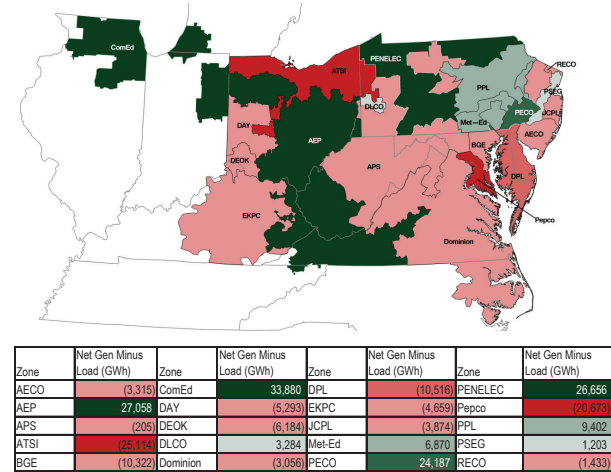 ComEd
PENELEC
ATSI
RECO
PPL
PSEG
DLCO
JCPL
PECO
Met-Ed
DAY
AECO
AEP
BGE
DEOK
APS
DPL
EKPC
Pepco
Dominion
Zone Net Gen Minus Load (GWh) Zone Net Gen Minus Load (GWh) Zone Net Gen Minus Load (GWh) Zone Net Gen Minus Load (GWh)
AECO (3,315) ComEd 33,880 DPL (10,516) PENELEC 26,656
AEP 27,058 DAY (5,293) EKPC (4,659) Pepco (20,673)
APS (205) DEOK (6,184) JCPL (3,874) PPL 9,402
ATSI (25,114) DLCO 3,284 Met-Ed 6,870 PSEG 1,203
BGE (10,322) Dominion (3,056) PECO 24,187 RECO (1,433)